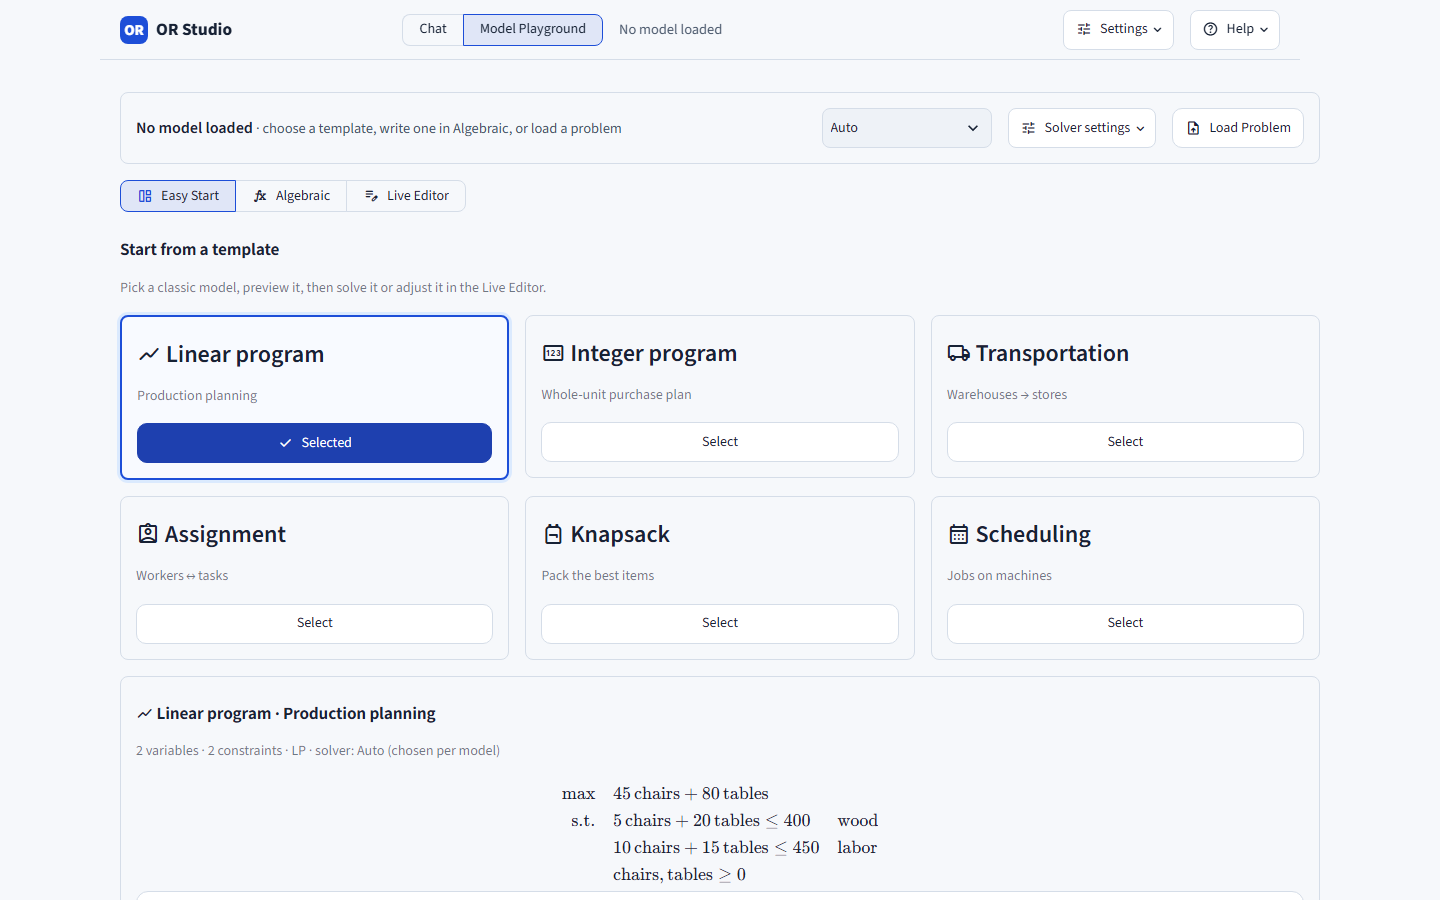 OR OR Studio
Chat
Model Playground
No model loaded
Settings
Help
No model loaded · choose a template, write one in Algebraic, or load a problem
Auto
Solver settings
Load Problem
Easy Start
fx Algebraic
Live Editor
Start from a template
Pick a classic model, preview it, then solve it or adjust it in the Live Editor.
Linear program
Production planning
Selected
123 Integer program
Whole-unit purchase plan
Select
Transportation
Warehouses → stores
Select
Assignment
Workers ↔ tasks
Select
Knapsack
Pack the best items
Select
Scheduling
Jobs on machines
Select
Linear program · Production planning
2 variables · 2 constraints · LP · solver: Auto (chosen per model)
max 45 chairs + 80 tables
s.t. 5 chairs + 20 tables ≤ 400 wood
10 chairs + 15 tables ≤ 450 labor
chairs, tables ≥ 0